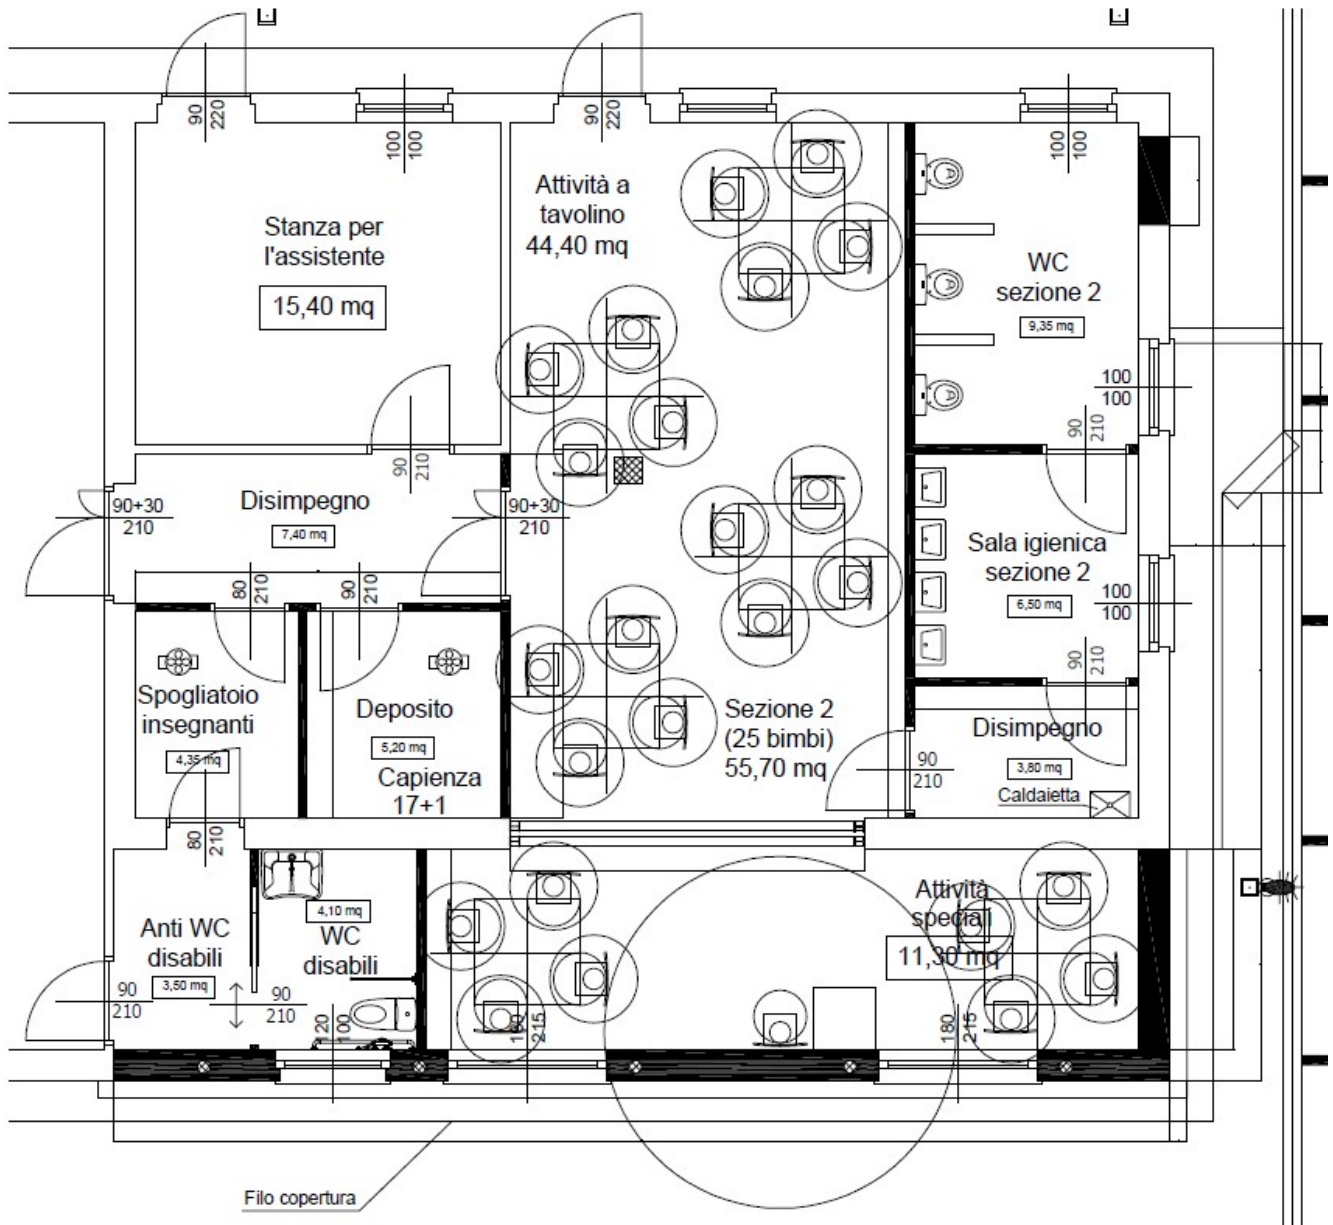 90
220
100
100
90
220
100
100
Stanza per
l'assistente
15,40 mq
Attività a
tavolino
44,40 mq
WC
sezione 2
9,35 mq
100
100
90
210
90
210
Disimpegno
7,40 mq
90+30
210
90+30
210
80
210
90
210
Sala igienica
sezione 2
6,50 mq
100
100
90
210
Spogliatoio
insegnanti
4,35 mq
Deposito
5,20 mq
Capienza
17+1
Sezione 2
(25 bimbi)
55,70 mq
90
210
Disimpegno
3,80 mq
Caldaietta
80
210
Anti WC
disabili
3,50 mq
4,10 mq
WC
disabili
Attività
speciali
11,30 mq
90
210
90
210
120
100
180
215
180
215
Filo copertura